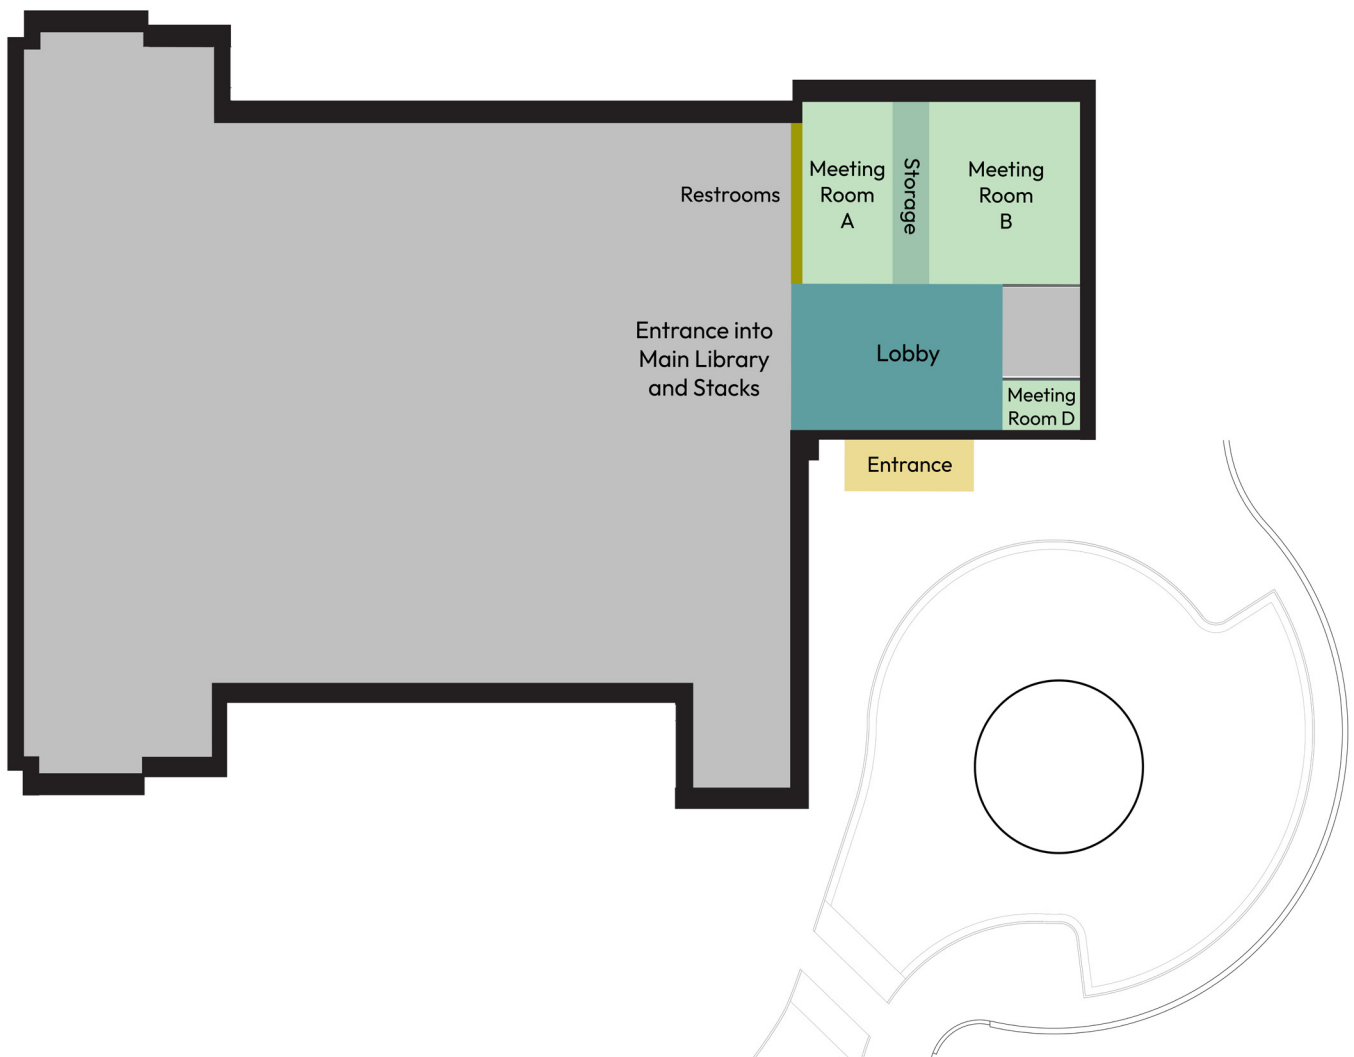 Restrooms
Meeting
Room
A
Storage
Meeting
Room
B
Entrance into
Main Library
and Stacks
Lobby
Meeting
Room D
Entrance